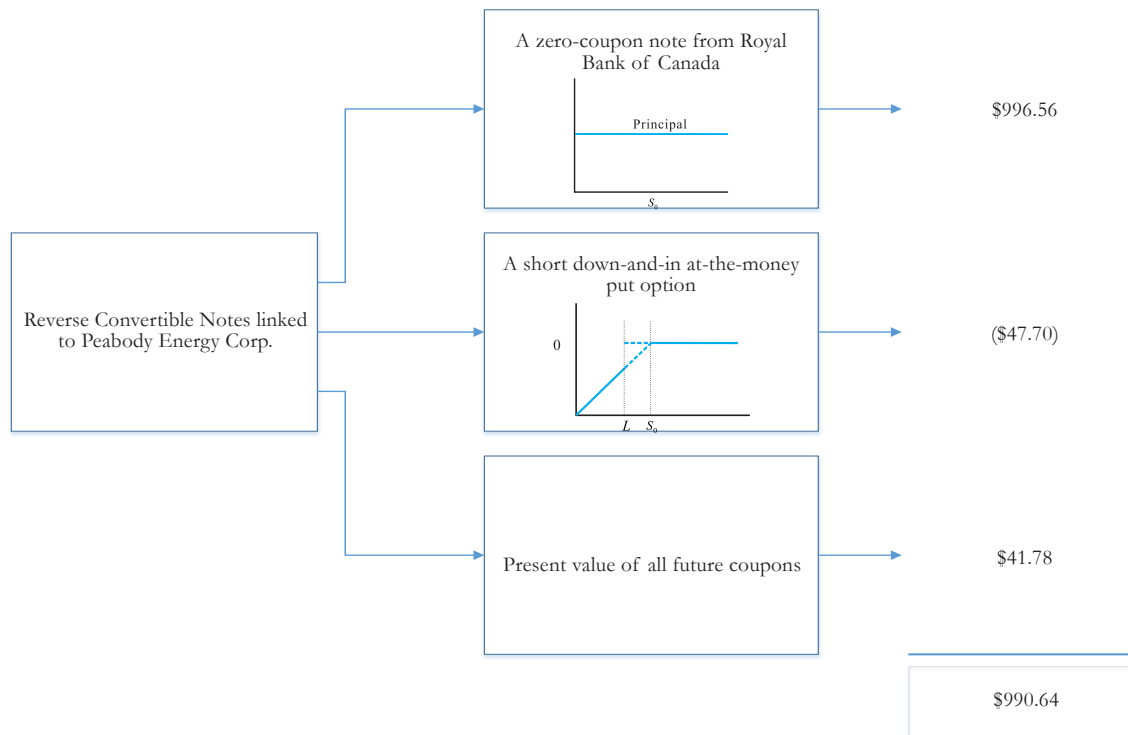 A zero-coupon note from Royal
Bank of Canada
Principal
S₀
$996.56
Reverse Convertible Notes linked
to Peabody Energy Corp.
A short down-and-in at-the-money
put option
0
L S₀
($47.70)
Present value of all future coupons
$41.78
$990.64